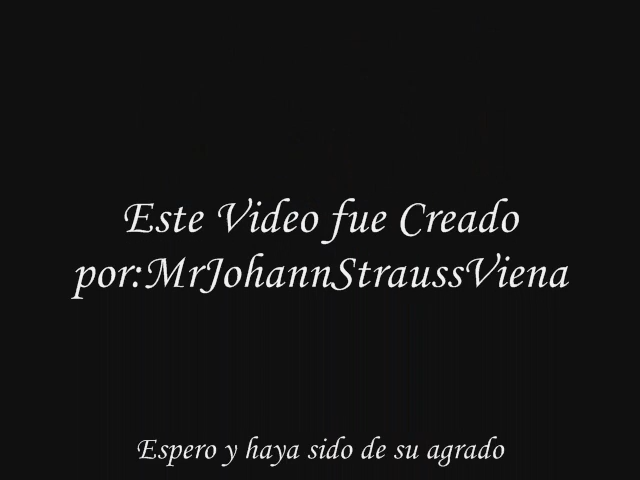 Este Video fue Creado
por:MrJohannStraussViena
Espero y haya sido de su agrado